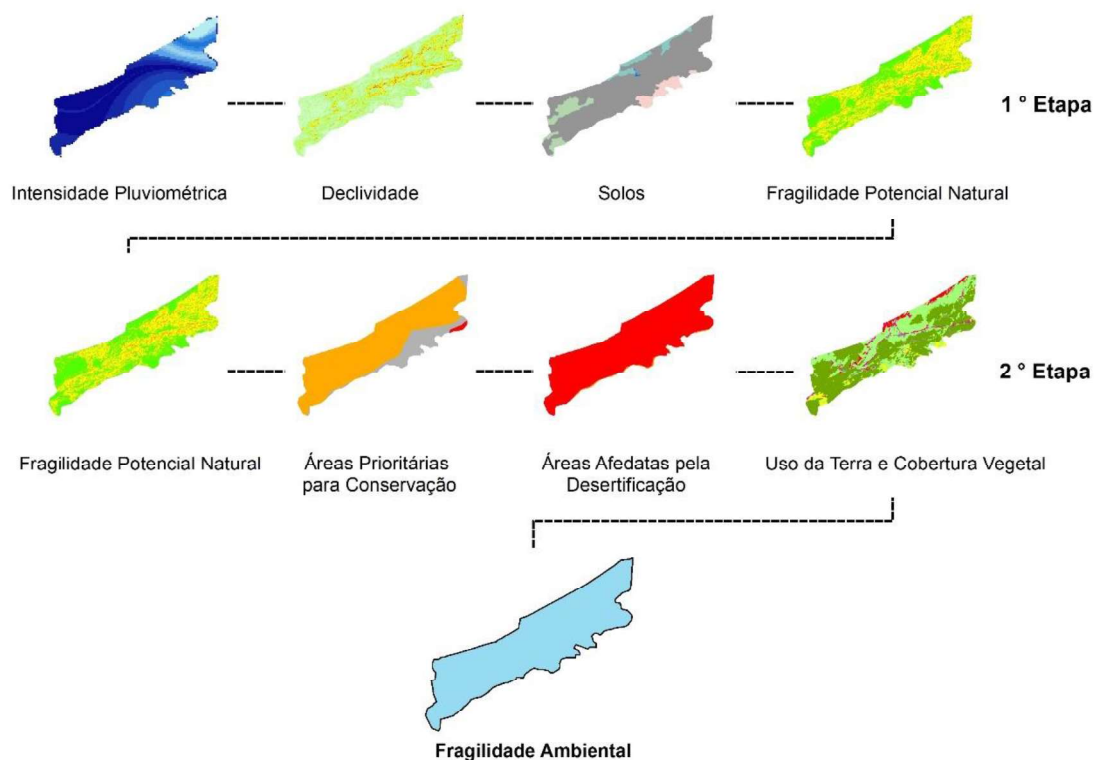 1 ° Etapa
Intensidade Pluviométrica
Declividade
Solos
Fragilidade Potencial Natural
2 ° Etapa
Fragilidade Potencial Natural
Áreas Prioritárias
para Conservação
Áreas Afedatas pela
Desertificação
Uso da Terra e Cobertura Vegetal
Fragilidade Ambiental